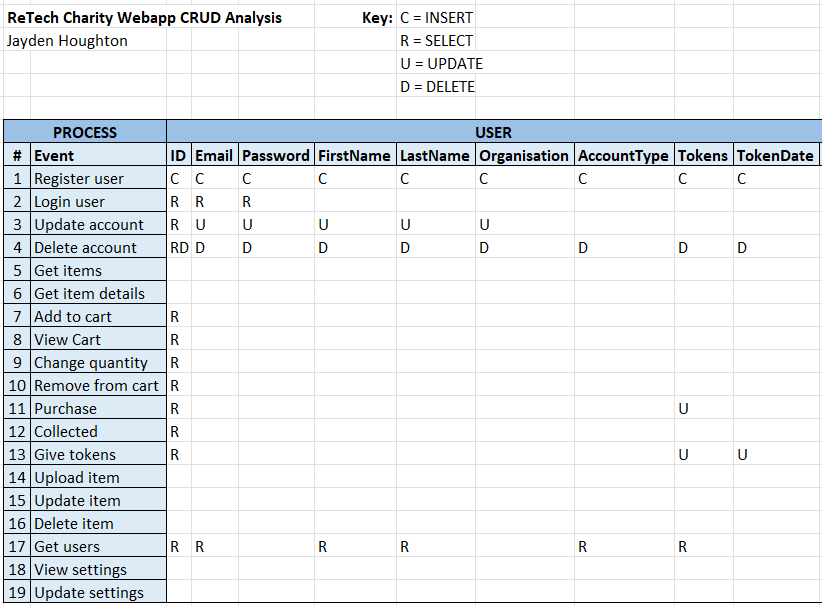 ReTech Charity Webapp CRUD Analysis Key: C = INSERT
Jayden Houghton R = SELECT
U = UPDATE
D = DELETE
PROCESS USER
# Event ID Email Password FirstName LastName Organisation AccountType Tokens TokenDate
1 Register user C C C C C C C C C
2 Login user R R R
3 Update account R U U U U U
4 Delete account RD D D D D D D D D
5 Get items
6 Get item details
7 Add to cart R
8 View Cart R
9 Change quantity R
10 Remove from cart R
11 Purchase R U
12 Collected R
13 Give tokens R U U
14 Upload item
15 Update item
16 Delete item
17 Get users R R R R R R
18 View settings
19 Update settings